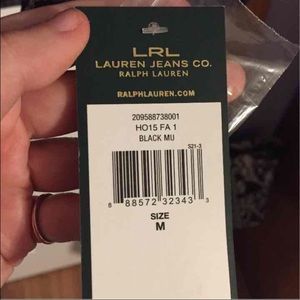 LRL
LAUREN JEANS CO.
RALPH LAUREN
RALPHLAUREN.COM
209588738001
HO15 FA 1
BLACK MU
S21-3
8 88572 32343 3
SIZE
M